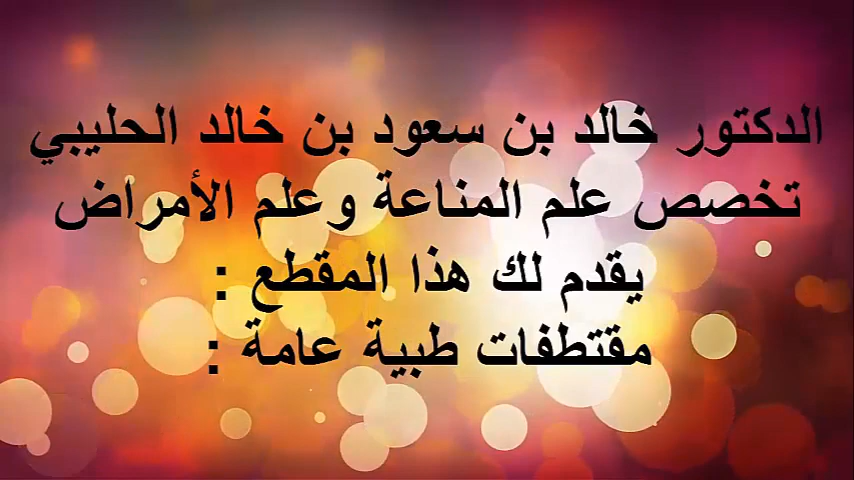 الدكتور خالد بن سعود بن خالد الحليبي
تخصص علم المناعة وعلم الأمراض
يقدم لك هذا المقطع :
مقتطفات طبية عامة :